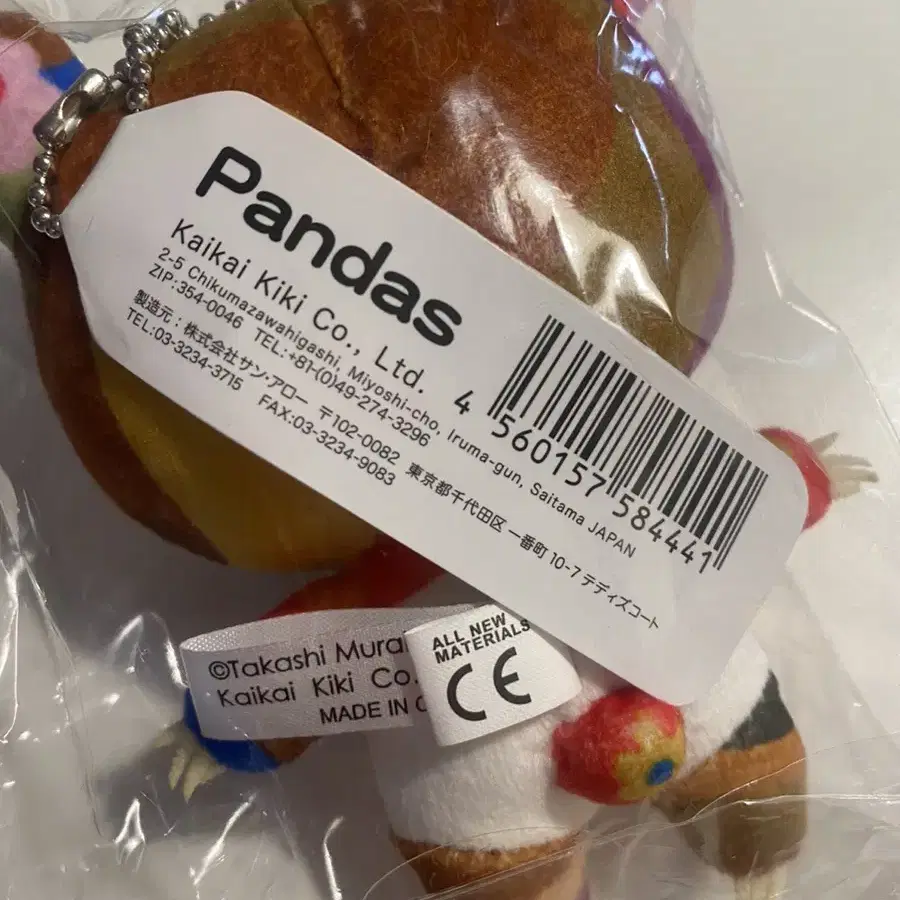 Pandas
Kaikai Kiki Co., Ltd.
2-5 Chikumazawahigashi, Miyoshi-cho, Iruma-gun, Saitama JAPAN
ZIP:354-0046 TEL:+81-(0)49-274-3296
製造元:株式会社サン・アロー 〒102-0082 東京都千代田区 一番町 10-7 テディズコート
TEL:03-3234-3715 FAX:03-3234-9083
4 560157 584441
©Takashi
Kaikai Kiki Co.
MADE IN
ALL NEW
MATERIALS
CE